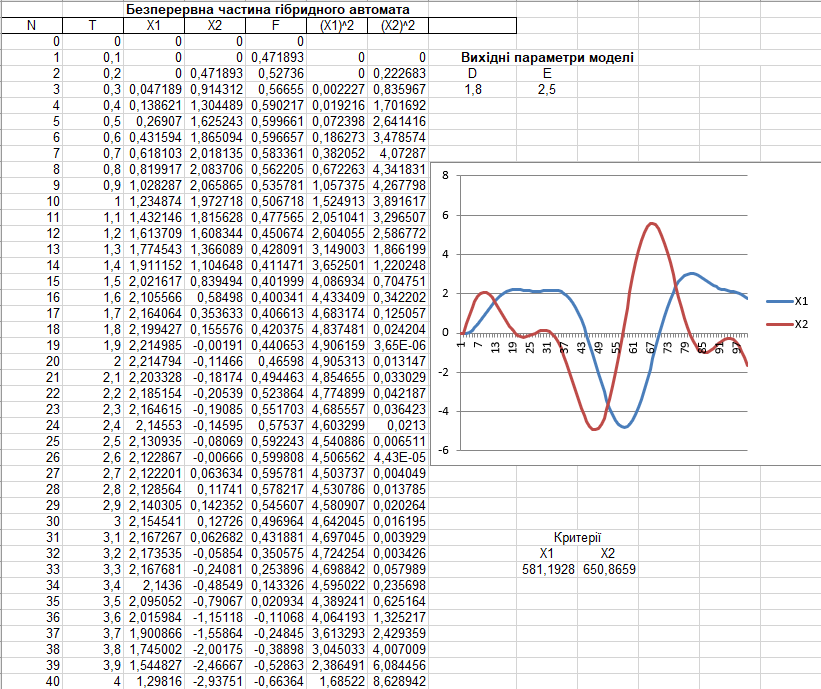 Безперервна частина гібридного автомата
N T X1 X2 F (X1)^2 (X2)^2
0 0 0 0 0
1 0,1 0 0 0,471893 0 0 Вихідні параметри моделі
2 0,2 0 0,471893 0,52736 0 0,222683 D E
3 0,3 0,047189 0,914312 0,56655 0,002227 0,835967 1,8 2,5
4 0,4 0,138621 1,304489 0,590217 0,019216 1,701692
5 0,5 0,26907 1,625243 0,599661 0,072398 2,641416
6 0,6 0,431594 1,865094 0,596657 0,186273 3,478574
7 0,7 0,618103 2,018135 0,583361 0,382052 4,07287
8 0,8 0,819917 2,083706 0,562205 0,672263 4,341831
9 0,9 1,028287 2,065865 0,535781 1,057375 4,267798
10 1 1,234874 1,972718 0,506718 1,524913 3,891617
11 1,1 1,432146 1,815628 0,477565 2,051041 3,296507
12 1,2 1,613709 1,608344 0,450674 2,604055 2,586772
13 1,3 1,774543 1,366089 0,428091 3,149003 1,866199
14 1,4 1,911152 1,104648 0,411471 3,652501 1,220248
15 1,5 2,021617 0,839494 0,401999 4,086934 0,704751
16 1,6 2,105566 0,58498 0,400341 4,433409 0,342202
17 1,7 2,164064 0,353633 0,406613 4,683174 0,125057
18 1,8 2,199427 0,155576 0,420375 4,837481 0,024204
19 1,9 2,214985 -0,00191 0,440653 4,906159 3,65E-06
20 2 2,214794 -0,11466 0,46598 4,905313 0,013147
21 2,1 2,203328 -0,18174 0,494463 4,854655 0,033029
22 2,2 2,185154 -0,20539 0,523864 4,774899 0,042187
23 2,3 2,164615 -0,19085 0,551703 4,685557 0,036423
24 2,4 2,14553 -0,14595 0,57537 4,603299 0,0213
25 2,5 2,130935 -0,08069 0,592243 4,540886 0,006511
26 2,6 2,122867 -0,00666 0,599808 4,506562 4,43E-05
27 2,7 2,122201 0,063634 0,595781 4,503737 0,004049
28 2,8 2,128564 0,11741 0,578217 4,530786 0,013785
29 2,9 2,140305 0,142352 0,545607 4,580907 0,020264
30 3 2,154541 0,12726 0,496964 4,642045 0,016195
31 3,1 2,167267 0,062682 0,431881 4,697045 0,003929 Критерії
32 3,2 2,173535 -0,05854 0,350575 4,724254 0,003426 X1 X2
33 3,3 2,167681 -0,24081 0,253896 4,698842 0,057989 581,1928 650,8659
34 3,4 2,1436 -0,48549 0,143326 4,595022 0,235698
35 3,5 2,095052 -0,79067 0,020934 4,389241 0,625164
36 3,6 2,015984 -1,15118 -0,11068 4,064193 1,325217
37 3,7 1,900866 -1,55864 -0,24845 3,613293 2,429359
38 3,8 1,745002 -2,00175 -0,38898 3,045033 4,007009
39 3,9 1,544827 -2,46667 -0,52863 2,386491 6,084456
40 4 1,29816 -2,93751 -0,66364 1,68522 8,628942
8
6
4
2
0
-2
-4
-6
1 7 13 19 25 31 37 43 49 55 61 67 73 79 85 91 97
X1
X2